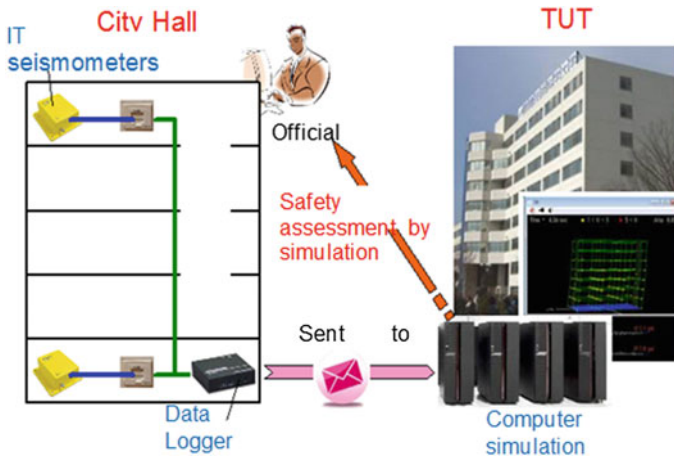 City Hall
TUT
IT
seismometers
Official
Safety
assessment by
simulation
Sent to
Data
Logger
Computer
simulation